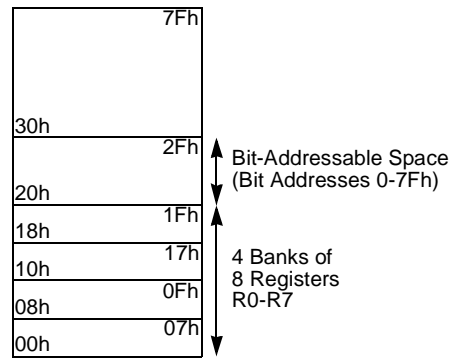 7Fh
30h
2Fh
Bit-Addressable Space
(Bit Addresses 0-7Fh)
20h
1Fh
18h
17h
10h
4 Banks of
8 Registers
R0-R7
0Fh
08h
07h
00h